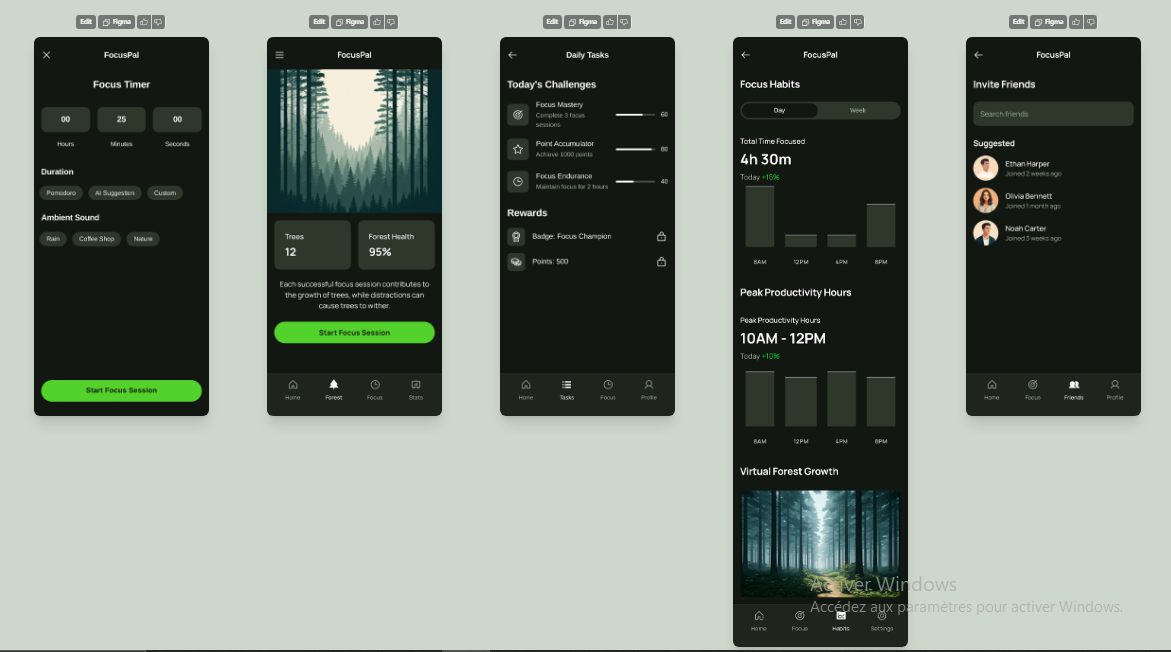 Edit Figma
FocusPal
Focus Timer
00 25 00
Hours Minutes Seconds
Duration
Pomodoro AI Suggestion Custom
Ambient Sound
Rain Coffee Shop Nature
Start Focus Session
Edit Figma
FocusPal
Trees
12
Forest Health
95%
Each successful focus session contributes to
the growth of trees, while distractions can
cause trees to wither.
Start Focus Session
Home Forest Focus Stats
Edit Figma
Daily Tasks
Today's Challenges
Focus Mastery
Complete 3 focus
sessions
60
Point Accumulator
Achieve 1000 points
80
Focus Endurance
Maintain focus for 2 hours
40
Rewards
Badge: Focus Champion
Points: 500
Home Tasks Focus Profile
Edit Figma
FocusPal
Focus Habits
Day Week
Total Time Focused
4h 30m
Today +15%
8AM 12PM 4PM 8PM
Peak Productivity Hours
Peak Productivity Hours
10AM - 12PM
Today +10%
8AM 12PM 4PM 8PM
Virtual Forest Growth
Home Focus Habits Settings
Edit Figma
FocusPal
Invite Friends
Search friends
Suggested
Ethan Harper
Joined 2 weeks ago
Olivia Bennett
Joined 1 month ago
Noah Carter
Joined 3 weeks ago
Home Focus Friends Profile
Activer Windows
Accédez aux paramètres pour activer Windows.